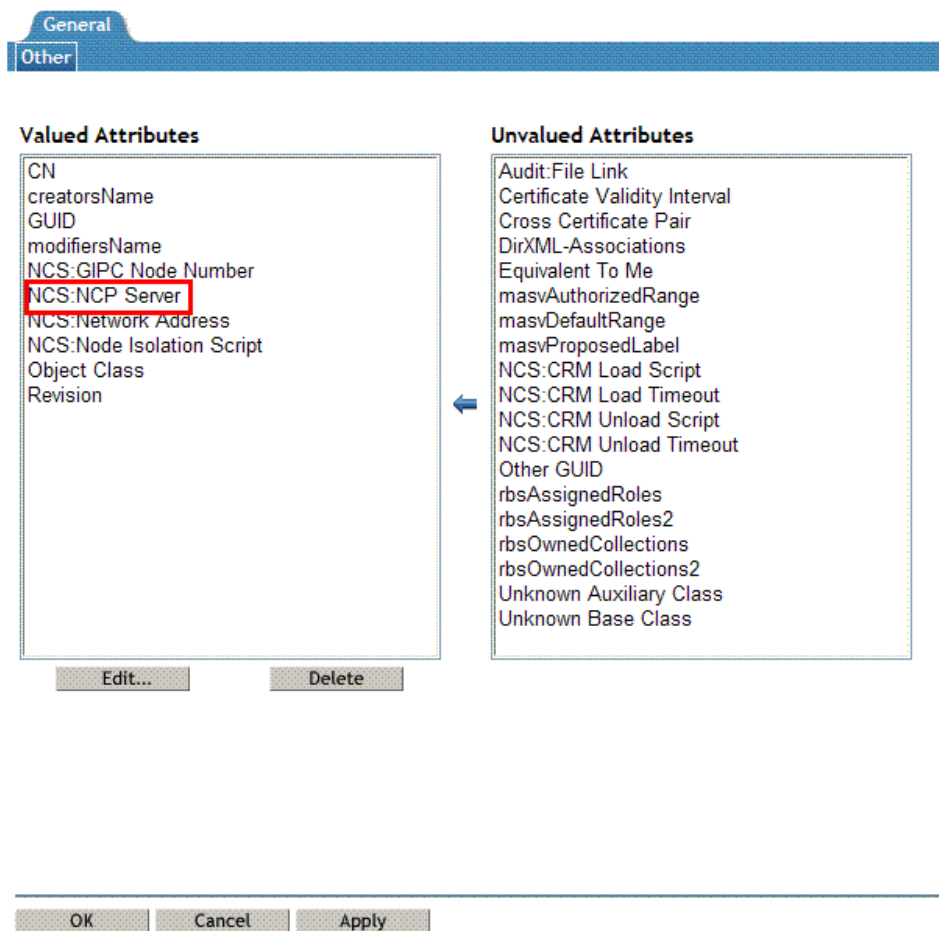 General
Other
Valued Attributes
CN
creatorsName
GUID
modifiersName
NCS:GIPC Node Number
NCS:NCP Server
NCS:Network Address
NCS:Node Isolation Script
Object Class
Revision
Unvalued Attributes
Audit:File Link
Certificate Validity Interval
Cross Certificate Pair
DirXML-Associations
Equivalent To Me
masvAuthorizedRange
masvDefaultRange
masvProposedLabel
NCS:CRM Load Script
NCS:CRM Load Timeout
NCS:CRM Unload Script
NCS:CRM Unload Timeout
Other GUID
rbsAssignedRoles
rbsAssignedRoles2
rbsOwnedCollections
rbsOwnedCollections2
Unknown Auxiliary Class
Unknown Base Class
Edit... Delete
OK Cancel Apply